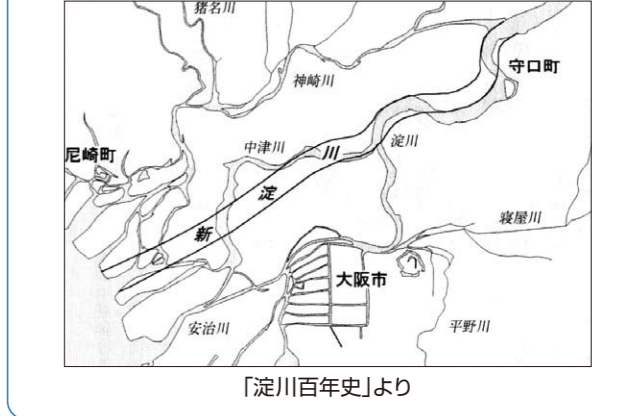 猪名川
守口町
神崎川
尼崎町
中津川
川
淀川
淀
新
寝屋川
大阪市
安治川
平野川
「淀川百年史」より